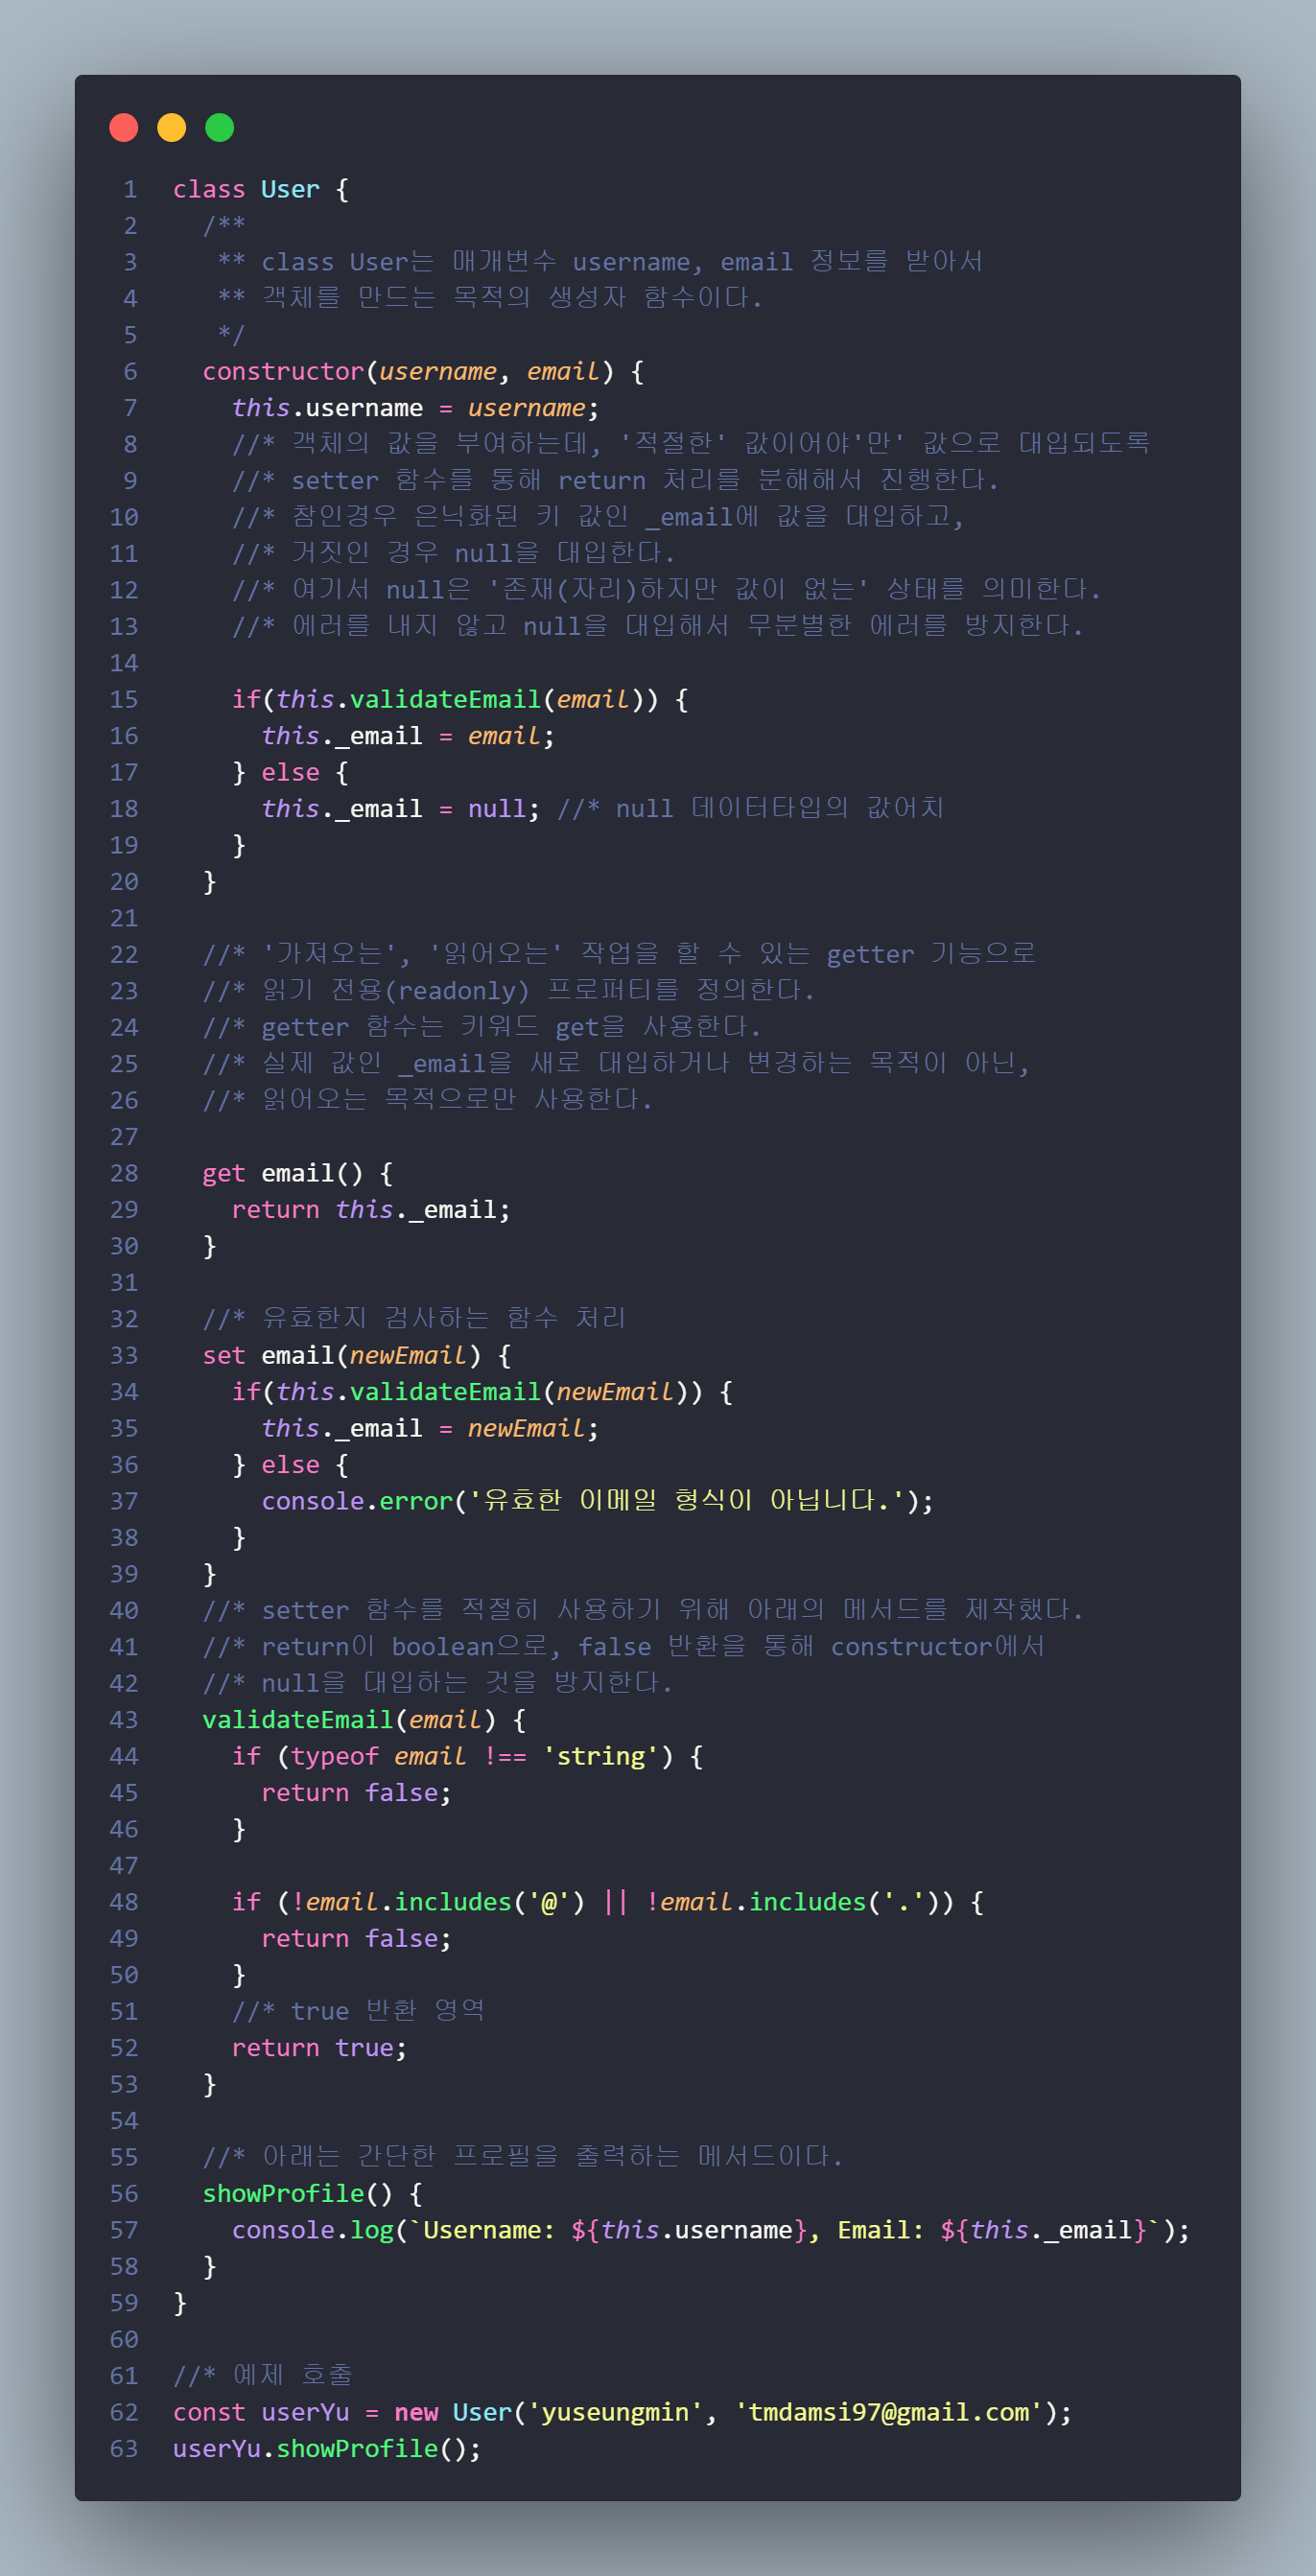 1 class User {
2 /**
3 ** class User는 매개변수 username, email 정보를 받아서
4 ** 객체를 만드는 목적의 생성자 함수이다.
5 */
6 constructor(username, email) {
7 this.username = username;
8 //* 객체의 값을 부여하는데, '적절한' 값이어야'만' 값으로 대입되도록
9 //* setter 함수를 통해 return 처리를 분해해서 진행한다.
10 //* 참인경우 은닉화된 키 값인 _email에 값을 대입하고,
11 //* 거짓인 경우 null을 대입한다.
12 //* 여기서 null은 '존재(자리)하지만 값이 없는' 상태를 의미한다.
13 //* 에러를 내지 않고 null을 대입해서 무분별한 에러를 방지한다.
14
15 if(this.validateEmail(email)) {
16 this._email = email;
17 } else {
18 this._email = null; //* null 데이터타입의 값어치
19 }
20 }
21
22 //* '가져오는', '읽어오는' 작업을 할 수 있는 getter 기능으로
23 //* 읽기 전용(readonly) 프로퍼티를 정의한다.
24 //* getter 함수는 키워드 get을 사용한다.
25 //* 실제 값인 _email을 새로 대입하거나 변경하는 목적이 아닌,
26 //* 읽어오는 목적으로만 사용한다.
27
28 get email() {
29 return this._email;
30 }
31
32 //* 유효한지 검사하는 함수 처리
33 set email(newEmail) {
34 if(this.validateEmail(newEmail)) {
35 this._email = newEmail;
36 } else {
37 console.error('유효한 이메일 형식이 아닙니다.');
38 }
39 }
40 //* setter 함수를 적절히 사용하기 위해 아래의 메서드를 제작했다.
41 //* return이 boolean으로, false 반환을 통해 constructor에서
42 //* null을 대입하는 것을 방지한다.
43 validateEmail(email) {
44 if (typeof email !== 'string') {
45 return false;
46 }
47
48 if (!email.includes('@') || !email.includes('.')) {
49 return false;
50 }
51 //* true 반환 영역
52 return true;
53 }
54
55 //* 아래는 간단한 프로필을 출력하는 메서드이다.
56 showProfile() {
57 console.log(`Username: ${this.username}, Email: ${this._email}`);
58 }
59 }
60
61 //* 예제 호출
62 const userYu = new User('yuseungmin', 'tmdamsi97@gmail.com');
63 userYu.showProfile();